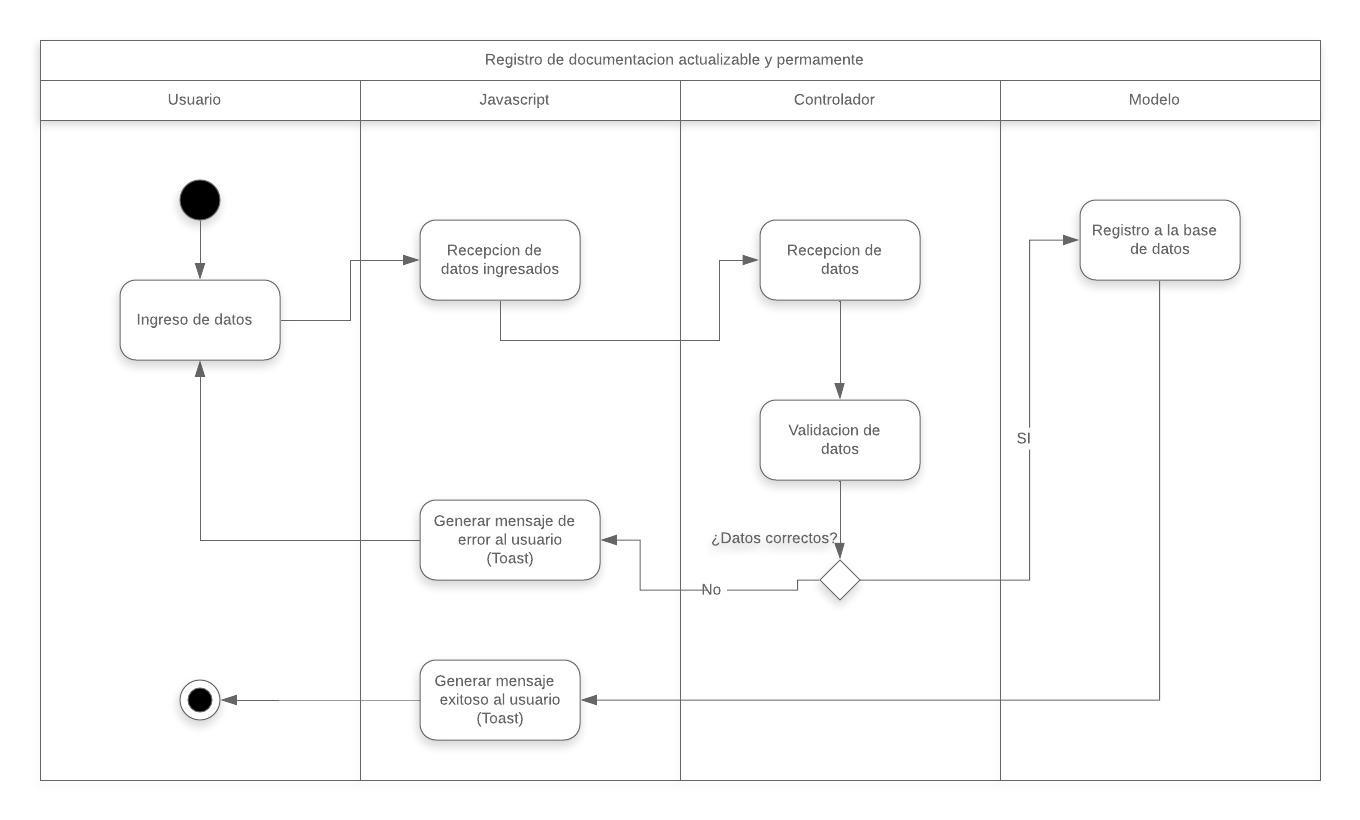 Registro de documentacion actualizable y permamente
Usuario
Javascript
Controlador
Modelo
Ingreso de datos
Recepcion de
datos ingresados
Recepcion de
datos
Registro a la base
de datos
Validacion de
datos
SI
¿Datos correctos?
Generar mensaje de
error al usuario
(Toast)
No
Generar mensaje
exitoso al usuario
(Toast)